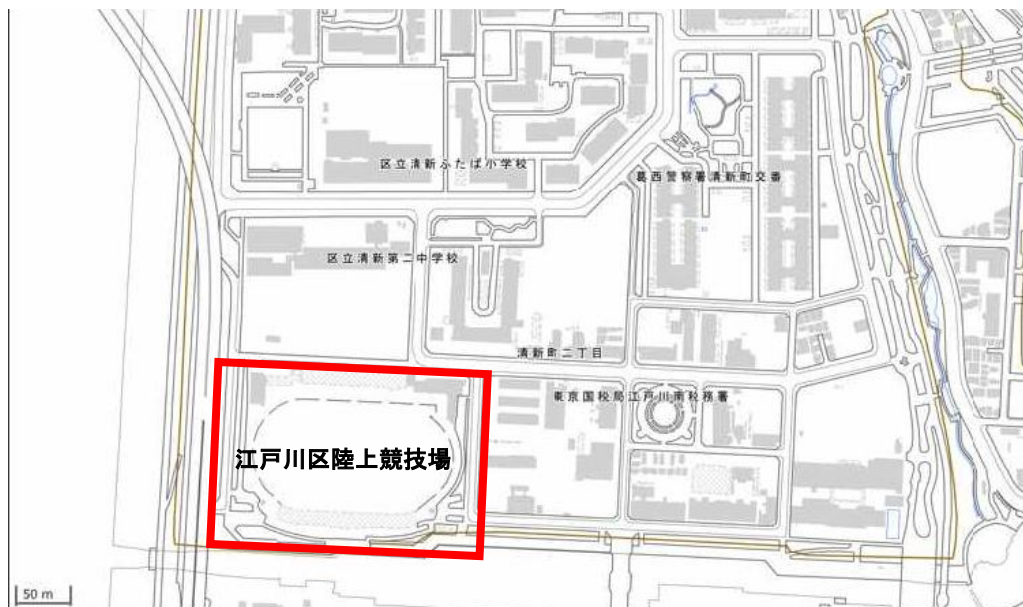 区立清新ふたば小学校
葛西警察署清新町交番
区立清新第二中学校
清新町二丁目
東京国税局江戸川南税務署
江戸川区陸上競技場
50 m